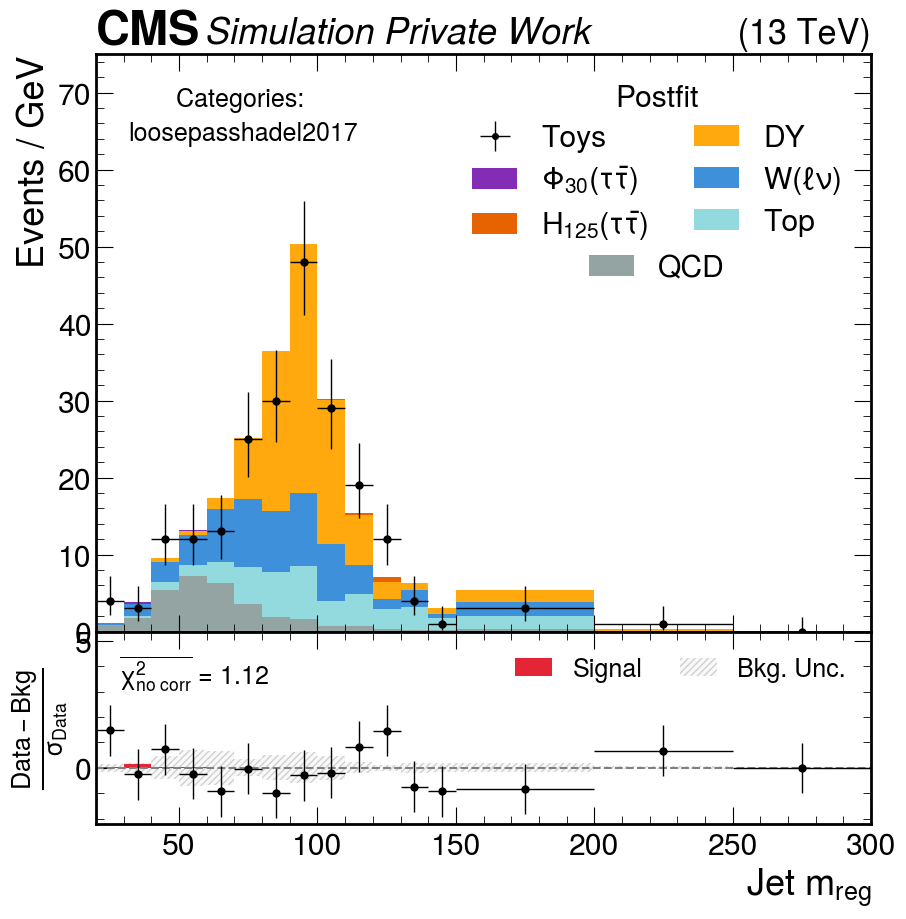 CMS Simulation Private Work (13 TeV)
Events / GeV
70
60
50
40
30
20
10
0
Categories:
loosepasshadel2017
Postfit
Toys
DY
Φ30(ττ̄)
W(ℓν)
H125(ττ̄)
Top
QCD
Data – Bkg
σData
5
0
χ²no corr = 1.12
Signal
Bkg. Unc.
50 100 150 200 250 300
Jet mreg